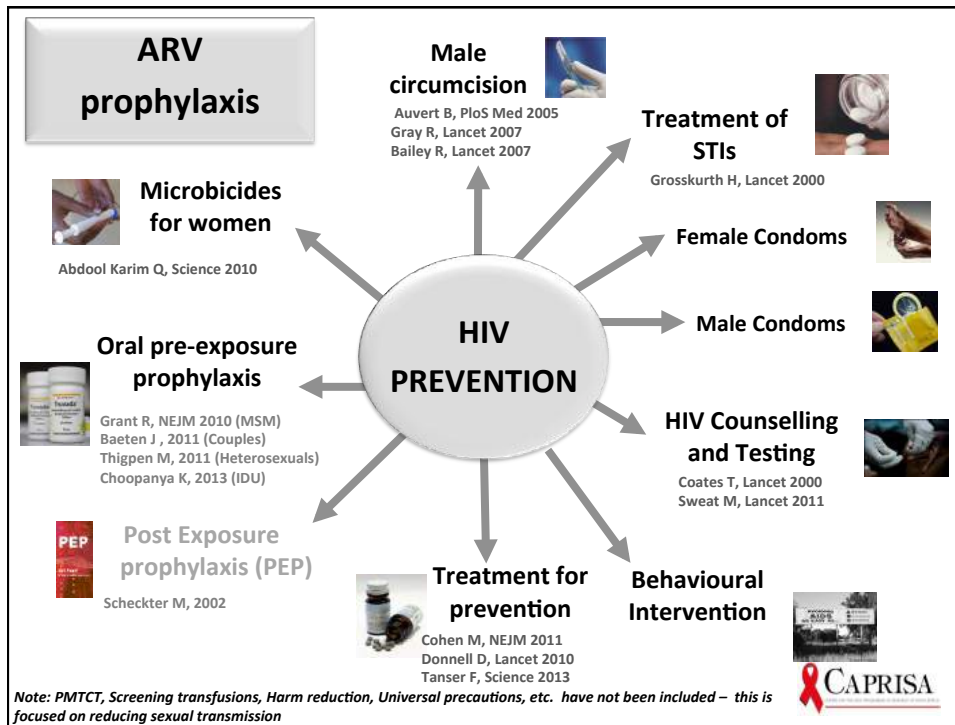 ARV
prophylaxis
Male
circumcision
Auvert B, PloS Med 2005
Gray R, Lancet 2007
Bailey R, Lancet 2007
Treatment of
STIs
Grosskurth H, Lancet 2000
Microbicides
for women
Abdool Karim Q, Science 2010
Female Condoms
HIV
PREVENTION
Male Condoms
Oral pre-exposure
prophylaxis
Grant R, NEJM 2010 (MSM)
Baeten J , 2011 (Couples)
Thigpen M, 2011 (Heterosexuals)
Choopanya K, 2013 (IDU)
HIV Counselling
and Testing
Coates T, Lancet 2000
Sweat M, Lancet 2011
PEP
Post Exposure
prophylaxis (PEP)
Scheckter M, 2002
Treatment for
prevention
Cohen M, NEJM 2011
Donnell D, Lancet 2010
Tanser F, Science 2013
Behavioural
Intervention
AIDS
CAPRISA
Note: PMTCT, Screening transfusions, Harm reduction, Universal precautions, etc. have not been included – this is
focused on reducing sexual transmission